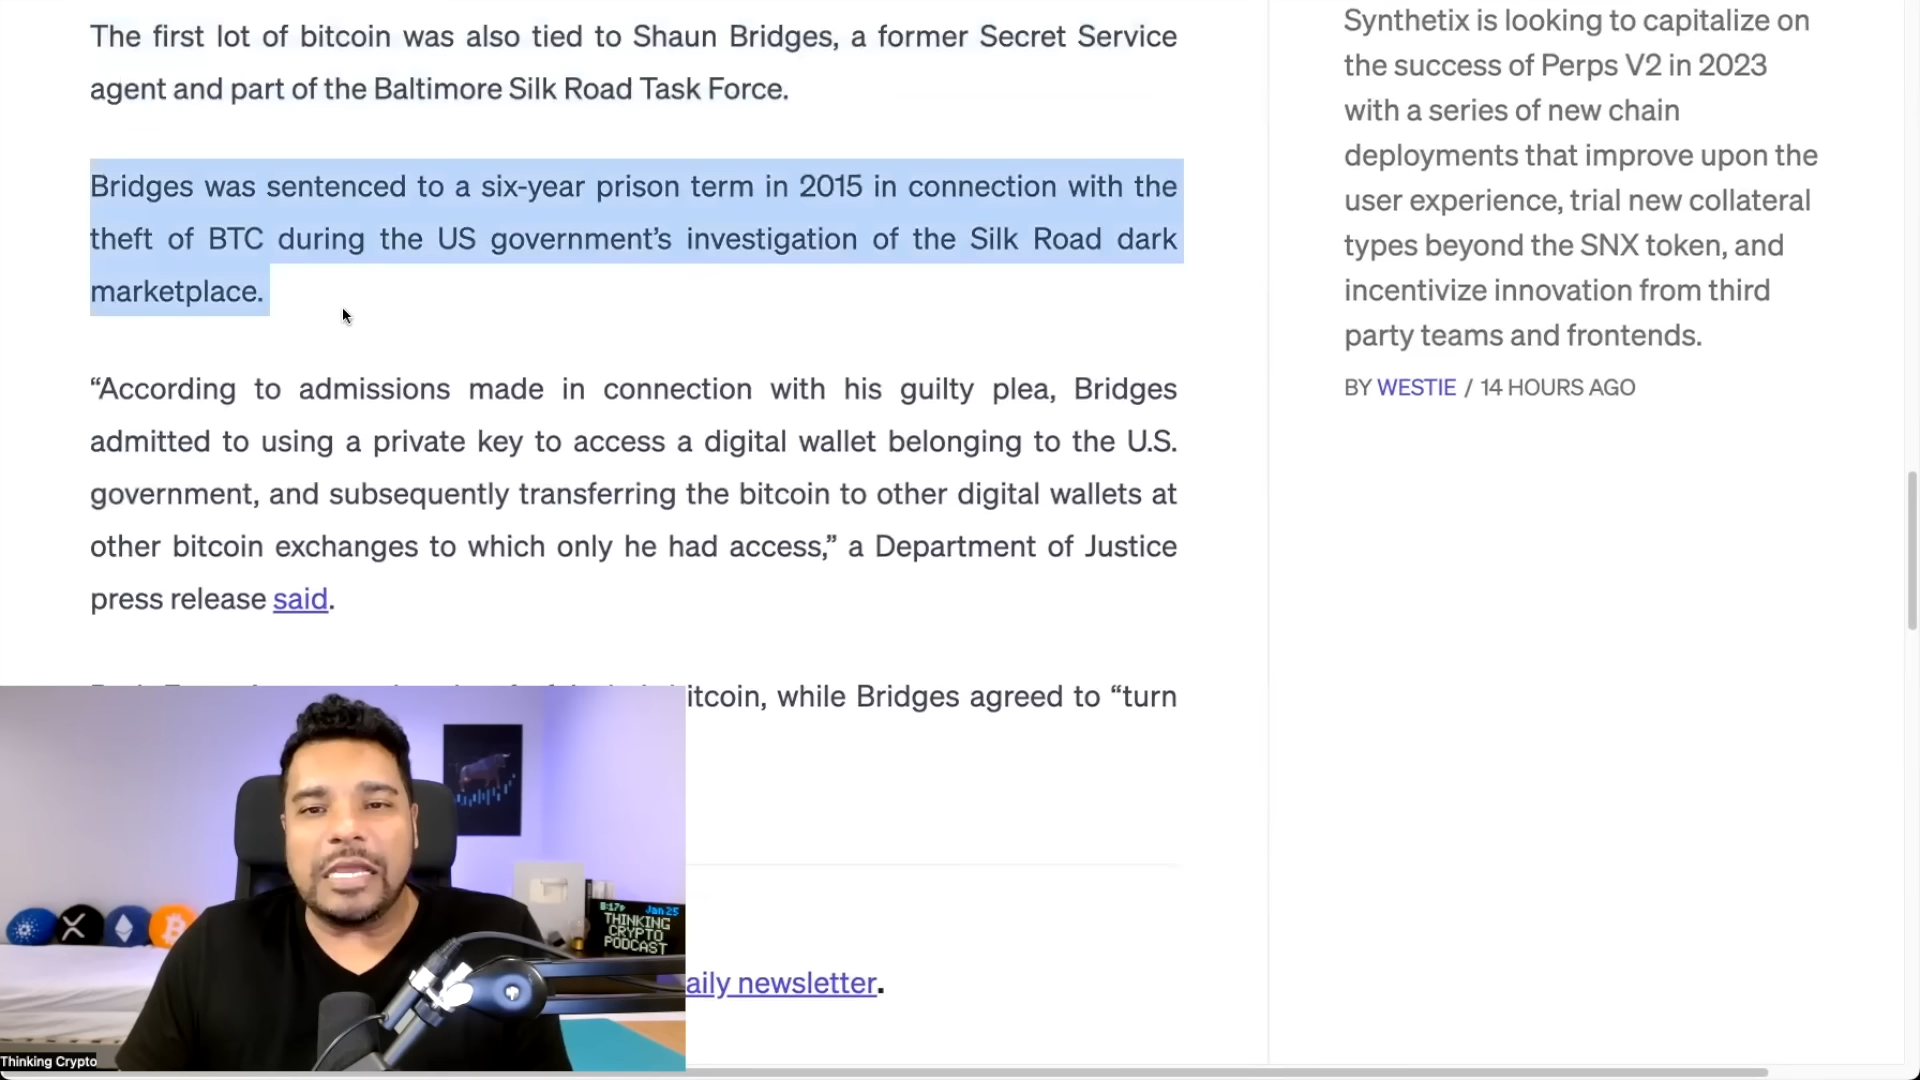 The first lot of bitcoin was also tied to Shaun Bridges, a former Secret Service
agent and part of the Baltimore Silk Road Task Force.
Bridges was sentenced to a six-year prison term in 2015 in connection with the
theft of BTC during the US government’s investigation of the Silk Road dark
marketplace.
“According to admissions made in connection with his guilty plea, Bridges
admitted to using a private key to access a digital wallet belonging to the U.S.
government, and subsequently transferring the bitcoin to other digital wallets at
other bitcoin exchanges to which only he had access,” a Department of Justice
press release said.
itcoin, while Bridges agreed to “turn
aily newsletter.
Synthetix is looking to capitalize on
the success of Perps V2 in 2023
with a series of new chain
deployments that improve upon the
user experience, trial new collateral
types beyond the SNX token, and
incentivize innovation from third
party teams and frontends.
BY WESTIE / 14 HOURS AGO
8:17P Jan 25
THINKING
CRYPTO
PODCAST
Thinking Crypto